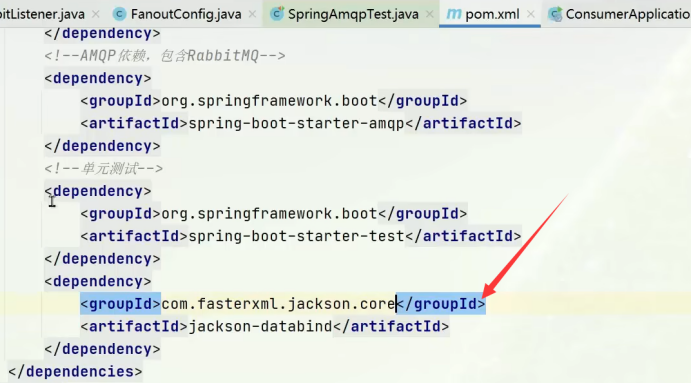 bitListener.java × FanoutConfig.java × SpringAmqpTest.java × pom.xml × ConsumerApplicatio
</dependency>
<!--AMQP依赖，包含RabbitMQ-->
<dependency>
<groupId>org.springframework.boot</groupId>
<artifactId>spring-boot-starter-amqp</artifactId>
</dependency>
<!--单元测试-->
<dependency>
<groupId>org.springframework.boot</groupId>
<artifactId>spring-boot-starter-test</artifactId>
</dependency>
<dependency>
<groupId>com.fasterxml.jackson.core</groupId>
<artifactId>jackson-databind</artifactId>
</dependency>
</dependencies>